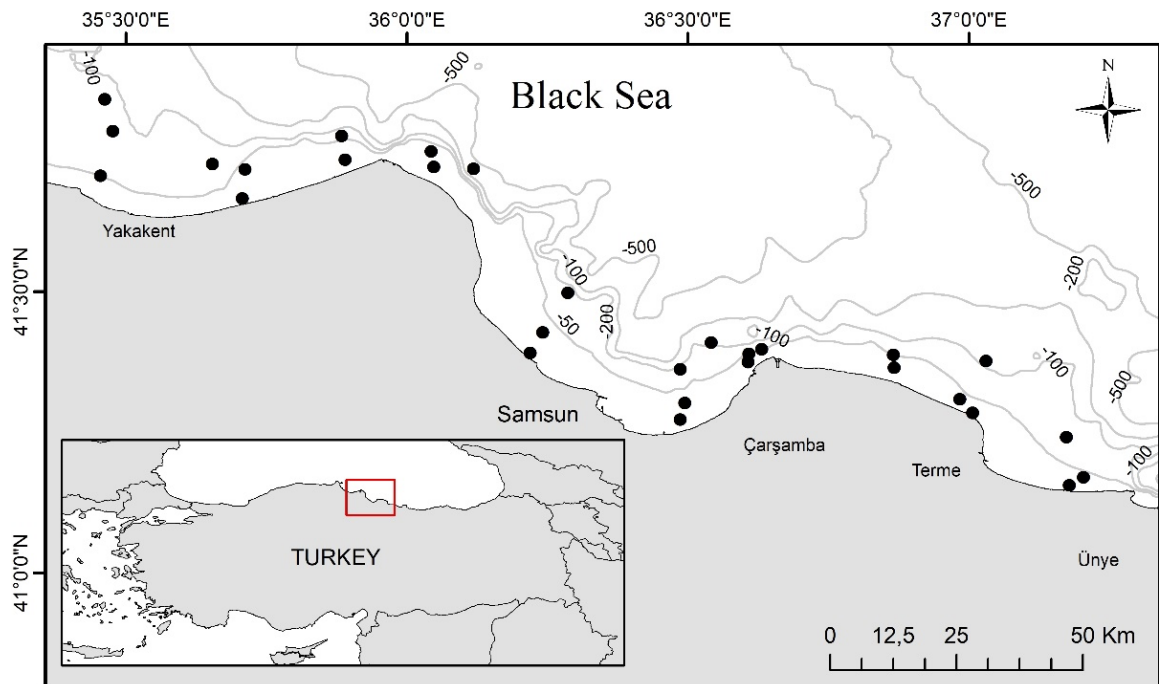 35°30'0"E
36°0'0"E
36°30'0"E
37°0'0"E
-100
-500
Black Sea
N
-500
Yakakent
-500
-200
41°30'0"N
-100
-50
-200
-100
-100
-500
Samsun
Çarşamba
Terme
-100
TURKEY
41°0'0"N
Ünye
0 12,5 25 50 Km